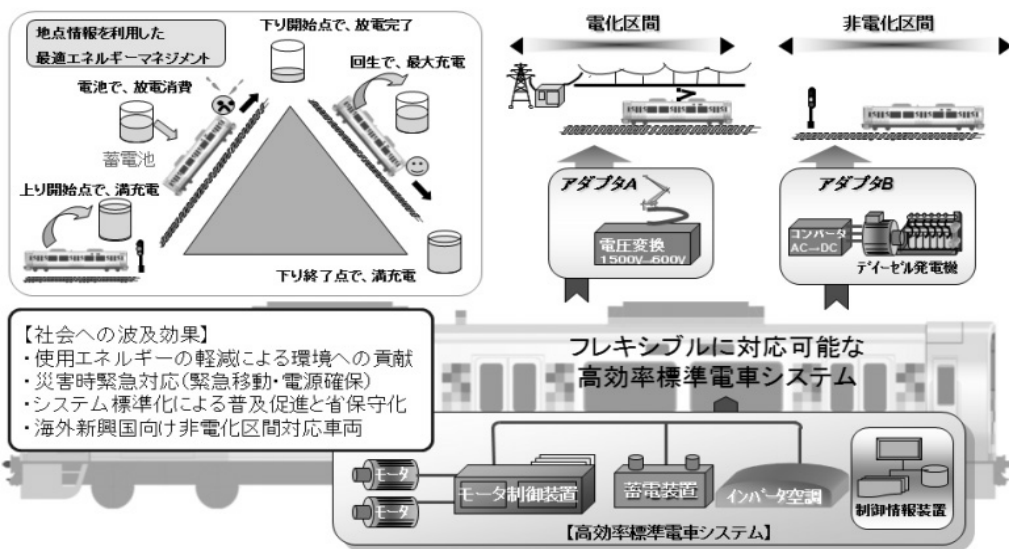 地点情報を利用した
最適エネルギーマネジメント
下り開始点で、放電完了
回生で、最大充電
電池で、放電消費
蓄電池
上り開始点で、満充電
下り終了点で、満充電
電化区間
非電化区間
アダプタA
電圧変換
1500V→600V
アダプタB
コンバータ
AC→DC
デイーゼル発電機
【社会への波及効果】
・使用エネルギーの軽減による環境への貢献
・災害時緊急対応(緊急移動・電源確保)
・システム標準化による普及促進と省保守化
・海外新興国向け非電化区間対応車両
フレキシブルに対応可能な
高効率標準電車システム
モータ
モータ
モータ制御装置
蓄電装置
インバータ空調
制御情報装置
【高効率標準電車システム】